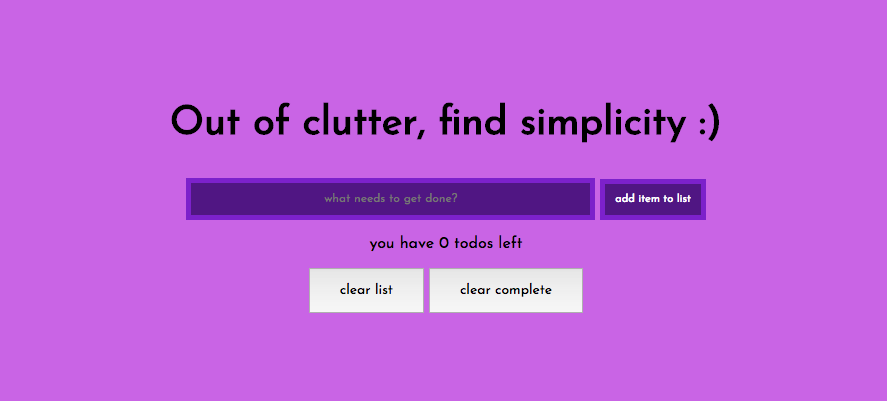 Out of clutter, find simplicity :)
what needs to get done? add item to list
you have 0 todos left
clear list clear complete